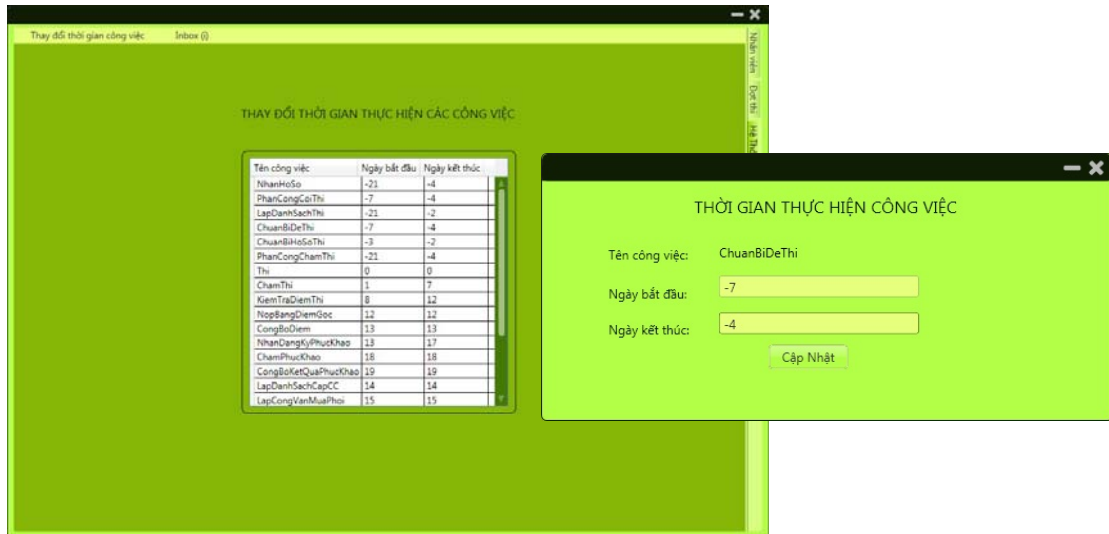 Thay đổi thời gian công việc Inbox (i)
Nhân viên
Đợt thi
THAY ĐỔI THỜI GIAN THỰC HIỆN CÁC CÔNG VIỆC
Tên công việc Ngày bắt đầu Ngày kết thúc
NhanHoSo -21 -4
PhanCongCoiThi -7 -4
LapDanhSachThi -21 -2
ChuanBiDeThi -7 -4
ChuanBiHoSoThi -3 -2
PhanCongChamThi -21 -4
Thi 0 0
ChamThi 1 7
KiemTraDiemThi 8 12
NopBangDiemGoc 12 12
CongBoDiem 13 13
NhanDangKyPhucKhao 13 17
ChamPhucKhao 18 18
CongBoKetQuaPhucKhao 19 19
LapDanhSachCapCC 14 14
LapCongVanMuaPhoi 15 15
THỜI GIAN THỰC HIỆN CÔNG VIỆC
Tên công việc: ChuanBiDeThi
Ngày bắt đầu: -7
Ngày kết thúc: -4
Cập Nhật